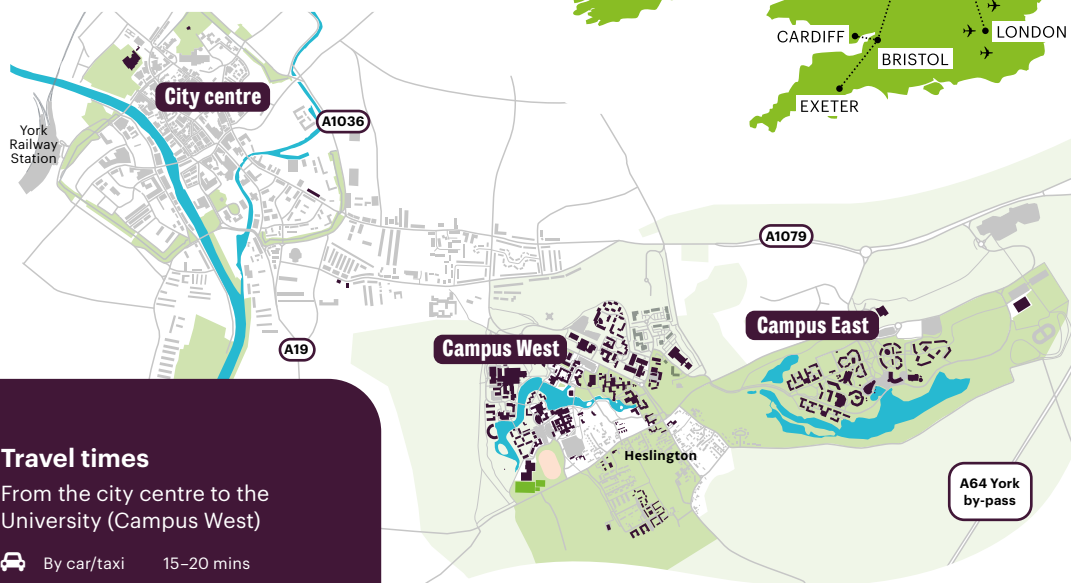 CARDIFF
LONDON
BRISTOL
EXETER
City centre
A1036
York
Railway
Station
A1079
Campus East
A19
Campus West
Heslington
A64 York
by-pass
Travel times
From the city centre to the
University (Campus West)
By car/taxi 15–20 mins